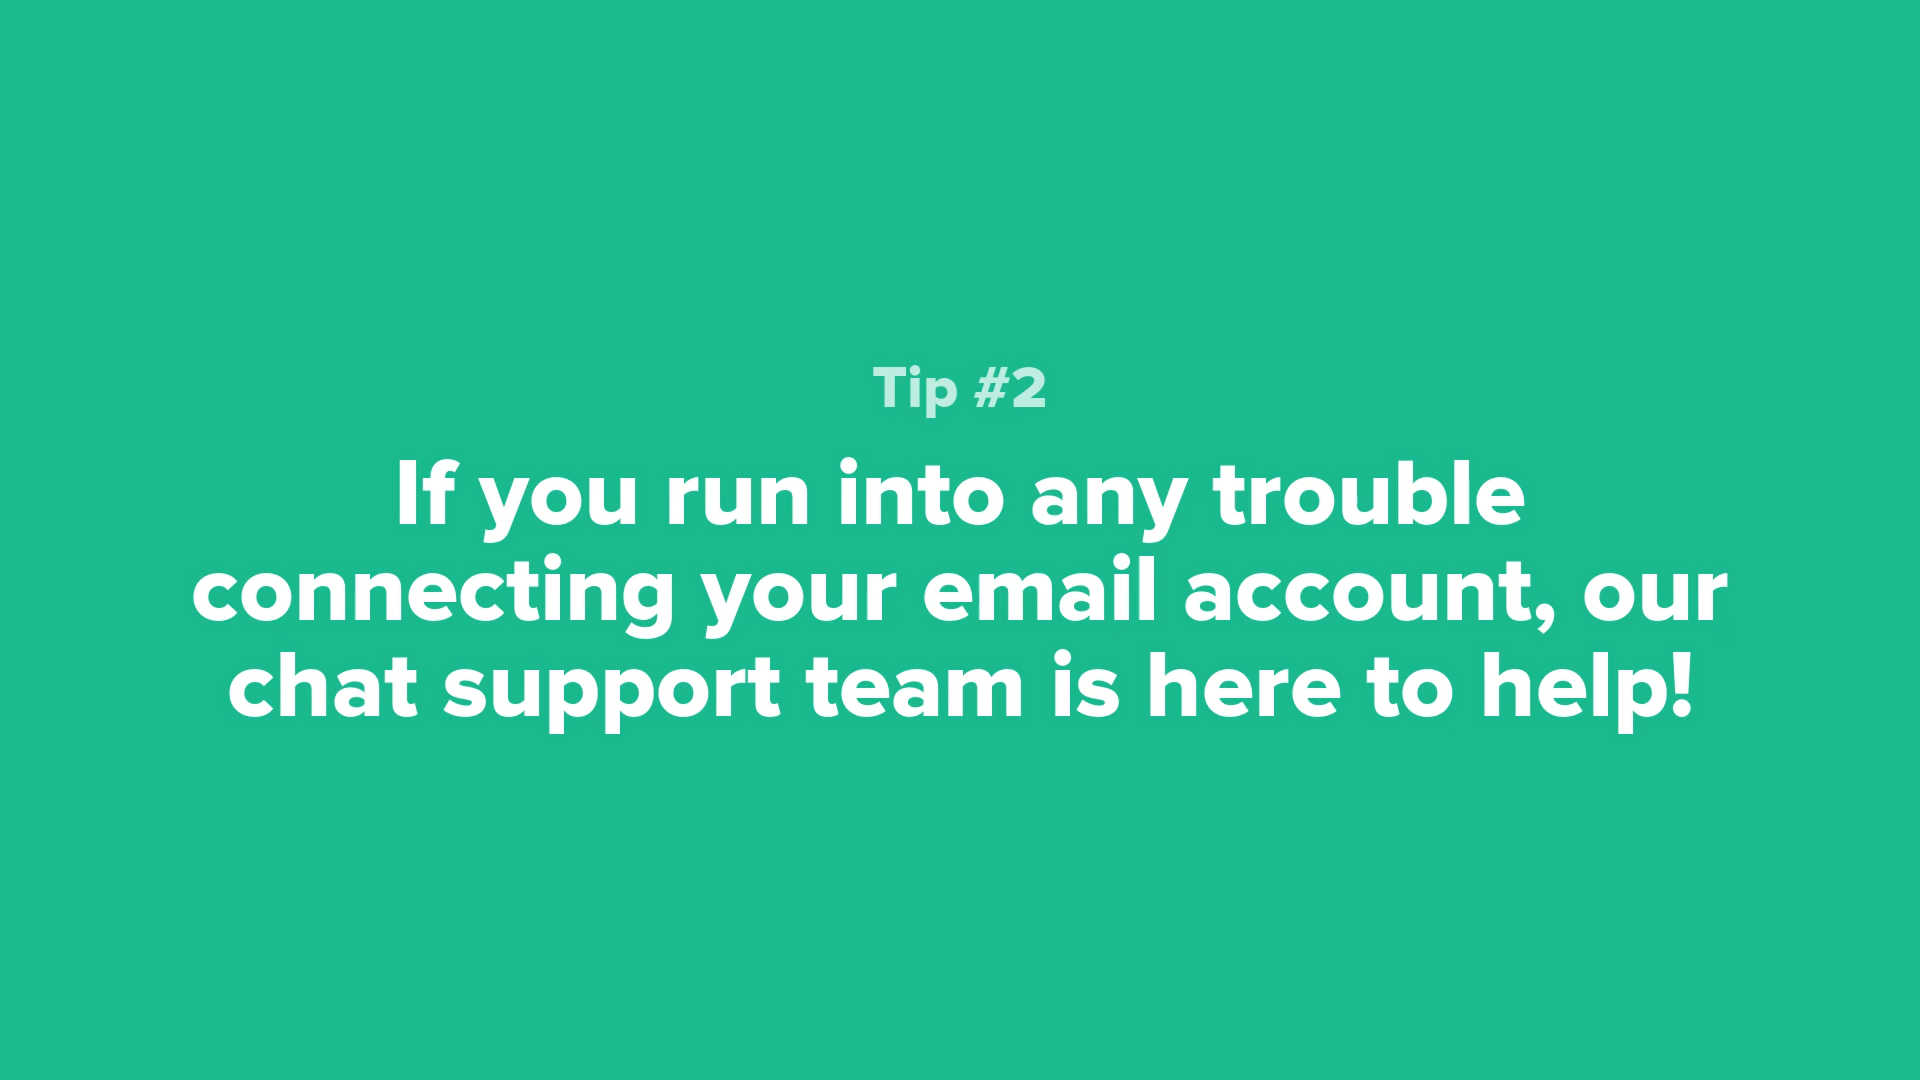 Tip #2
If you run into any trouble
connecting your email account, our
chat support team is here to help!